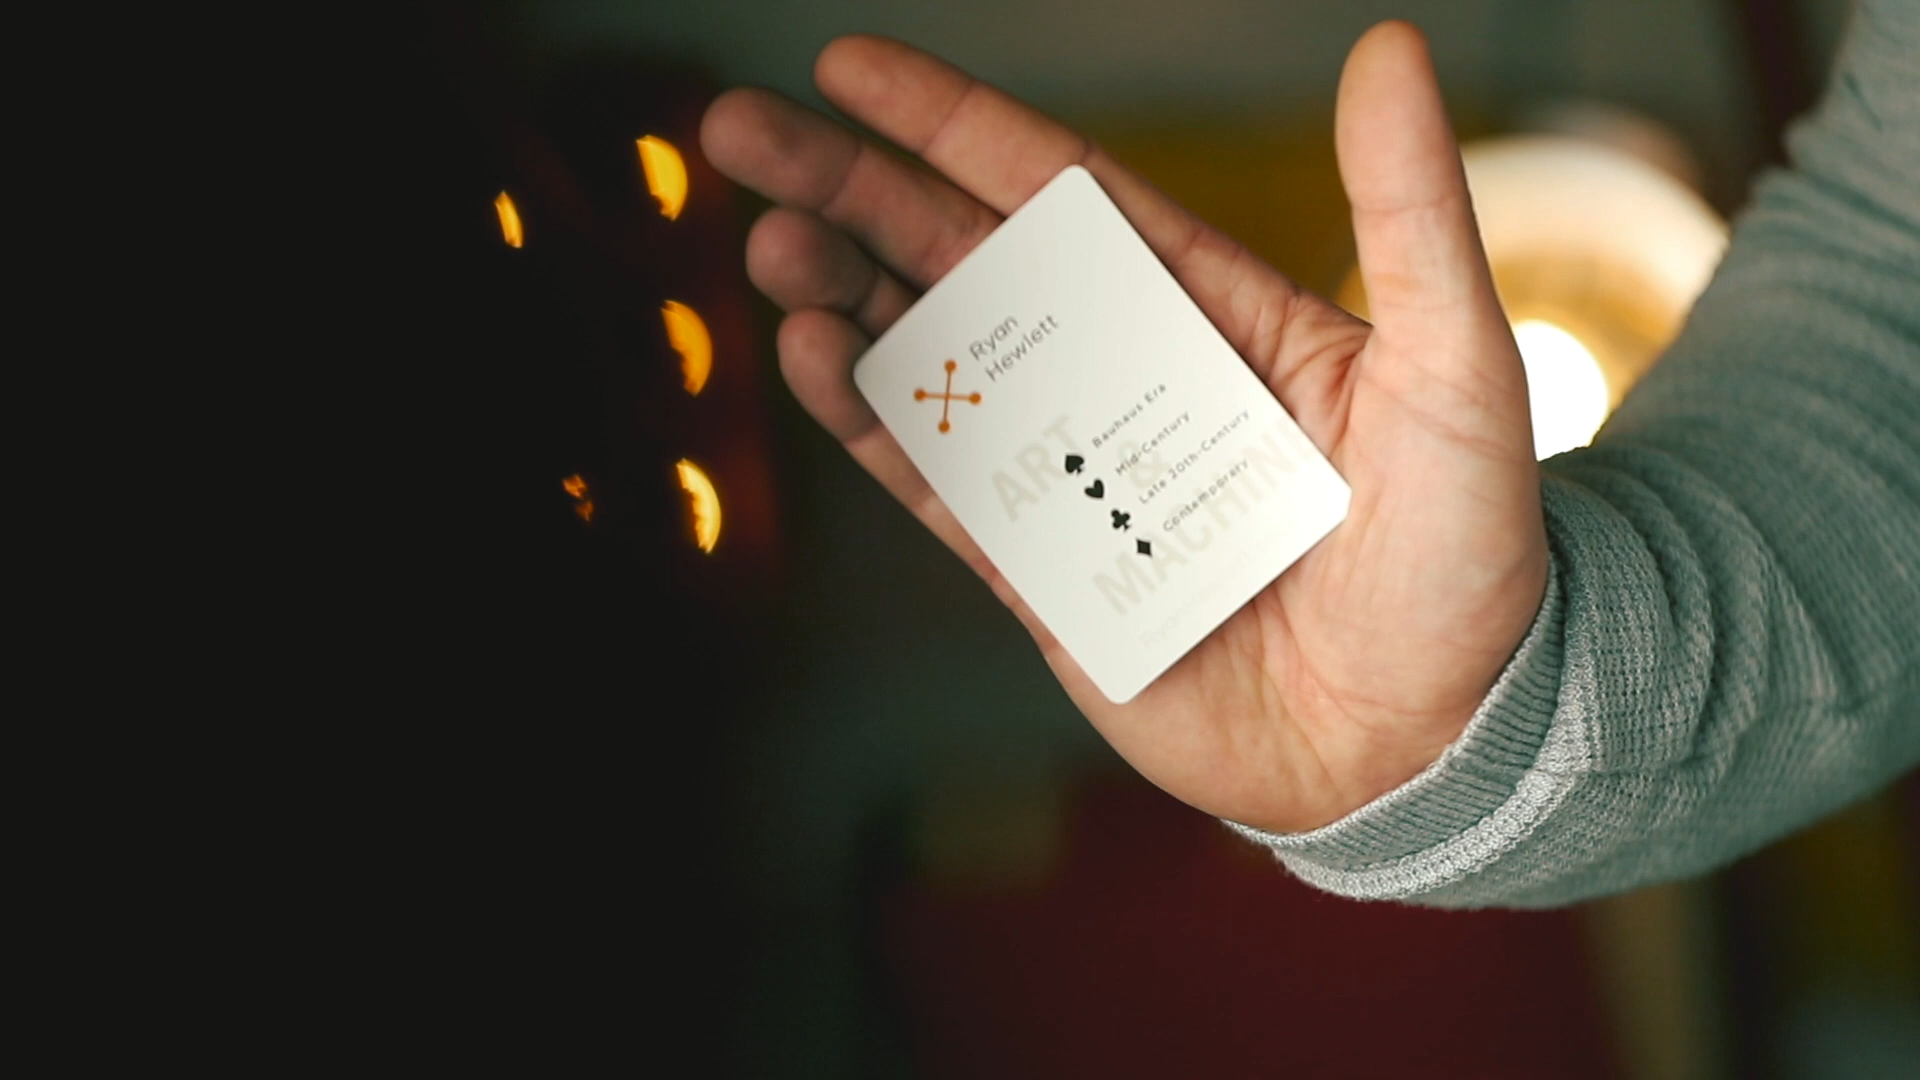 Ryan
Hewlett
ART
&
MACHINE
Bauhaus Era
Mid-Century
Late 20th-Century
Contemporary